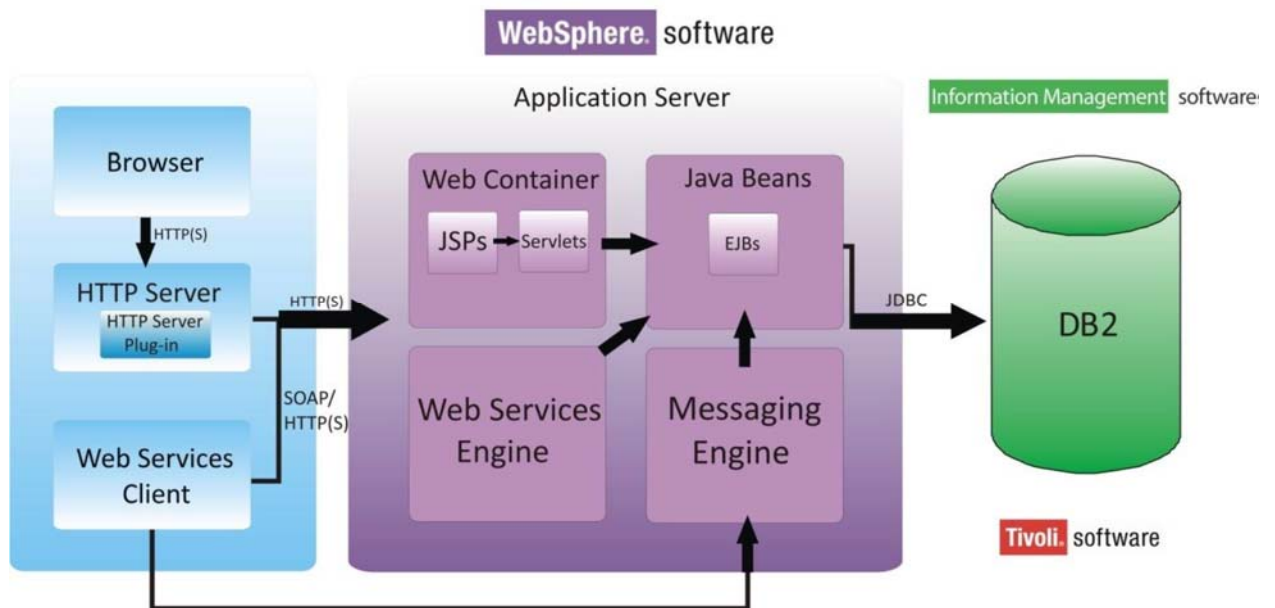 WebSphere. software
Browser
HTTP(S)
HTTP Server
HTTP Server
Plug-in
Web Services
Client
HTTP(S)
SOAP/
HTTP(S)
Application Server
Web Container
JSPs
Servlets
Java Beans
EJBs
Web Services
Engine
Messaging
Engine
JDBC
Information Management software
DB2
Tivoli. software